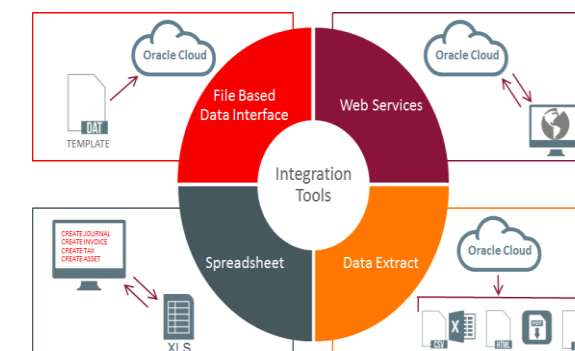 Oracle Cloud
DAT
TEMPLATE
File Based
Data Interface
Web Services
Oracle Cloud
Integration
Tools
CREATE JOURNAL
CREATE INVOICE
CREATE TAX
CREATE ASSET
XLS
Spreadsheet
Data Extract
Oracle Cloud
CSV
X
HTML
PDF